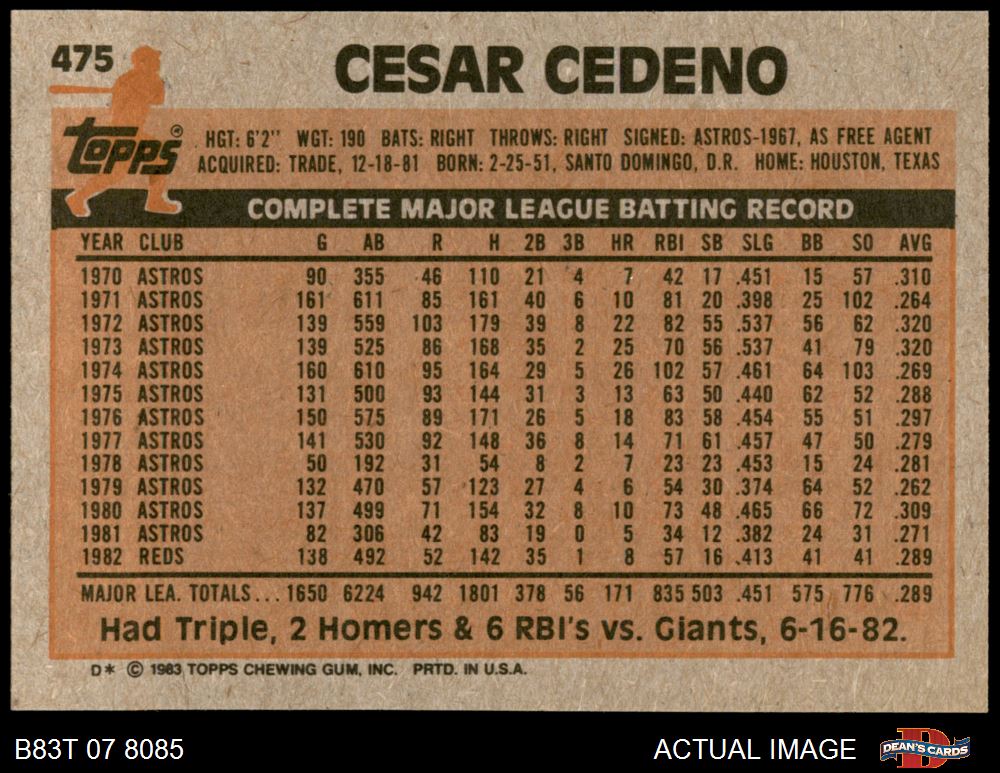 475 CESAR CEDENO
Topps ® HGT: 6'2" WGT: 190 BATS: RIGHT THROWS: RIGHT SIGNED: ASTROS-1967, AS FREE AGENT
ACQUIRED: TRADE, 12-18-81 BORN: 2-25-51, SANTO DOMINGO, D.R. HOME: HOUSTON, TEXAS
COMPLETE MAJOR LEAGUE BATTING RECORD
YEAR CLUB G AB R H 2B 3B HR RBI SB SLG BB SO AVG
1970 ASTROS 90 355 46 110 21 4 7 42 17 .451 15 57 .310
1971 ASTROS 161 611 85 161 40 6 10 81 20 .398 25 102 .264
1972 ASTROS 139 559 103 179 39 8 22 82 55 .537 56 62 .320
1973 ASTROS 139 525 86 168 35 2 25 70 56 .537 41 79 .320
1974 ASTROS 160 610 95 164 29 5 26 102 57 .461 64 103 .269
1975 ASTROS 131 500 93 144 31 3 13 63 50 .440 62 52 .288
1976 ASTROS 150 575 89 171 26 5 18 83 58 .454 55 51 .297
1977 ASTROS 141 530 92 148 36 8 14 71 61 .457 47 50 .279
1978 ASTROS 50 192 31 54 8 2 7 23 23 .453 15 24 .281
1979 ASTROS 132 470 57 123 27 4 6 54 30 .374 64 52 .262
1980 ASTROS 137 499 71 154 32 8 10 73 48 .465 66 72 .309
1981 ASTROS 82 306 42 83 19 0 5 34 12 .382 24 31 .271
1982 REDS 138 492 52 142 35 1 8 57 16 .413 41 41 .289
MAJOR LEA. TOTALS... 1650 6224 942 1801 378 56 171 835 503 .451 575 776 .289
Had Triple, 2 Homers & 6 RBI's vs. Giants, 6-16-82.
D* © 1983 TOPPS CHEWING GUM, INC. PRTD. IN U.S.A.
B83T 07 8085 ACTUAL IMAGE DEAN'S CARDS